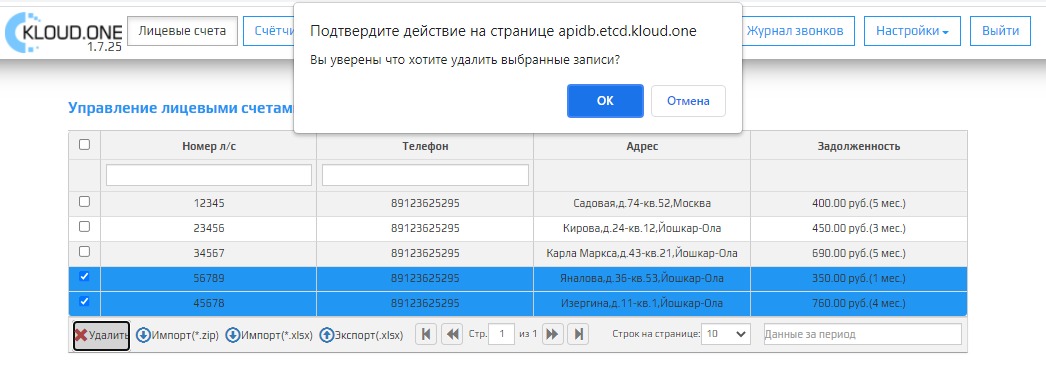 KLOUD.ONE
1.7.25
Лицевые счета
Счётчи
Журнал звонков
Настройки
Выйти
Подтвердите действие на странице apidb.etcd.kloud.one
Вы уверены что хотите удалить выбранные записи?
ОК Отмена
Управление лицевыми счетам
Номер л/с Телефон Адрес Задолженность
12345 89123625295 Садовая,д.74-кв.52,Москва 400.00 руб.(5 мес.)
23456 89123625295 Кирова,д.24-кв.12,Йошкар-Ола 450.00 руб.(3 мес.)
34567 89123625295 Карла Маркса,д.43-кв.21,Йошкар-Ола 690.00 руб.(5 мес.)
56789 89123625295 Яналова,д.36-кв.53,Йошкар-Ола 350.00 руб.(1 мес.)
45678 89123625295 Изергина,д.11-кв.1,Йошкар-Ола 760.00 руб.(4 мес.)
Удалить Импорт(*.zip) Импорт(*.xlsx) Экспорт(.xlsx) Стр. 1 из 1 Строк на странице: 10 Данные за период